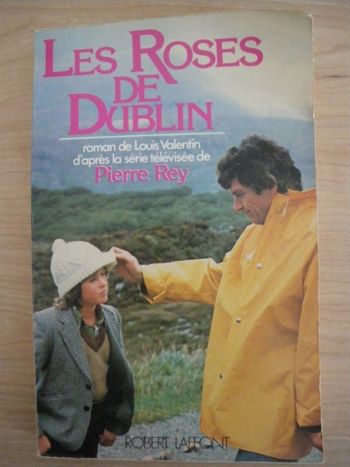 LES ROSES
DE
DUBLIN
roman de Louis Valentin
d'après la série télévisée de
Pierre Rey
ROBERT LAFFONT